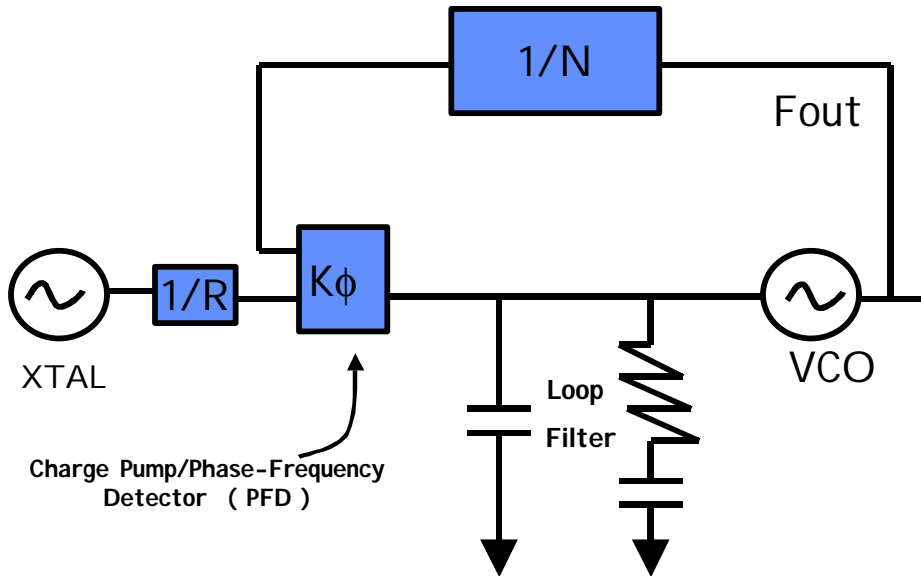 1/N
Fout
Kϕ
1/R
XTAL
VCO
Loop
Filter
Charge Pump/Phase-Frequency
Detector ( PFD )